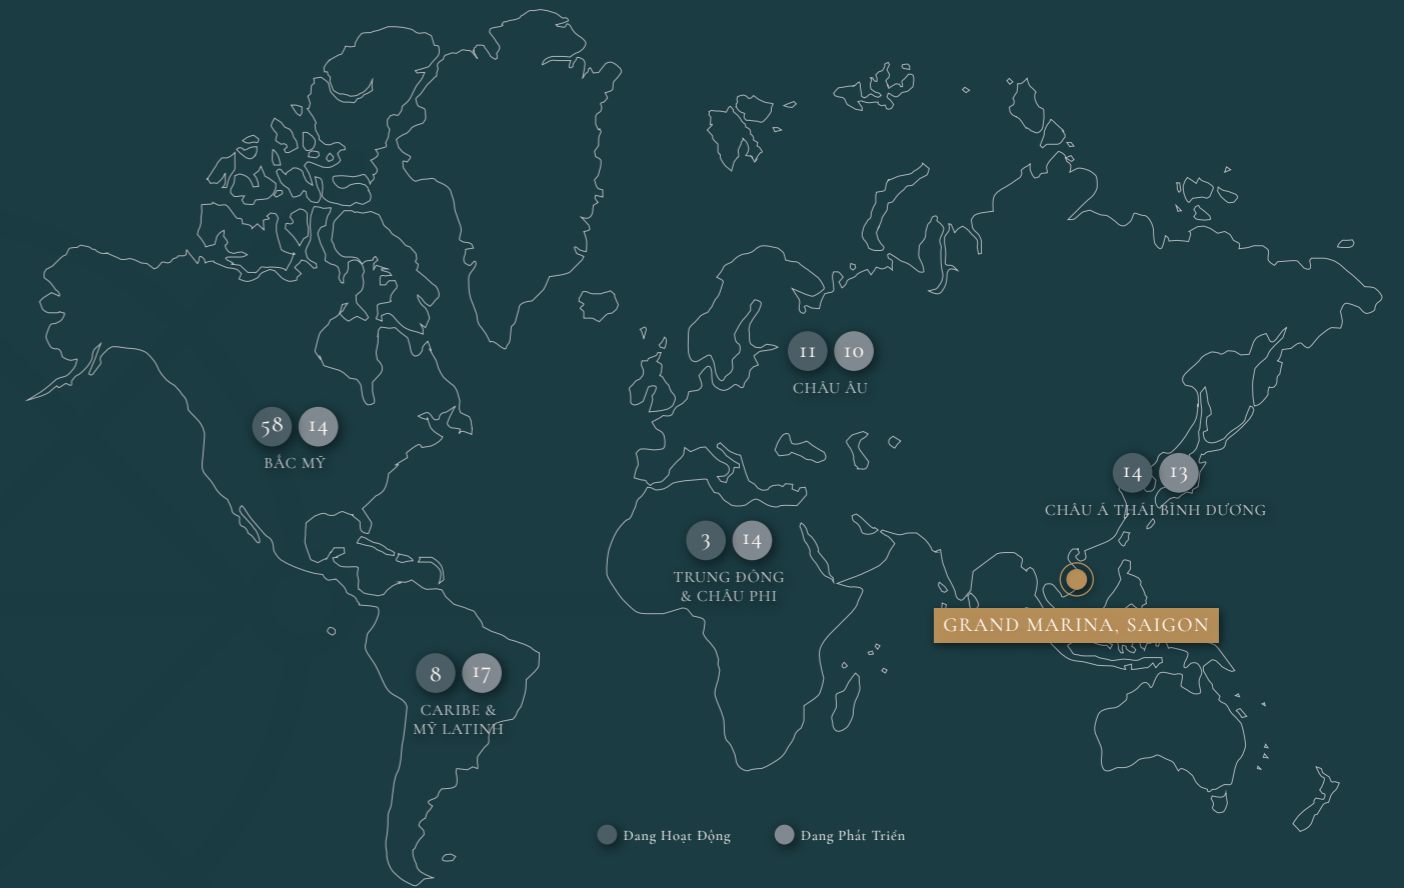 11 10
CHÂU ÂU
58 14
BẮC MỸ
14 13
CHÂU Á THÁI BÌNH DƯƠNG
3 14
TRUNG ĐÔNG
& CHÂU PHI
GRAND MARINA, SAIGON
8 17
CARIBE &
MỸ LATINH
Đang Hoạt Động
Đang Phát Triển